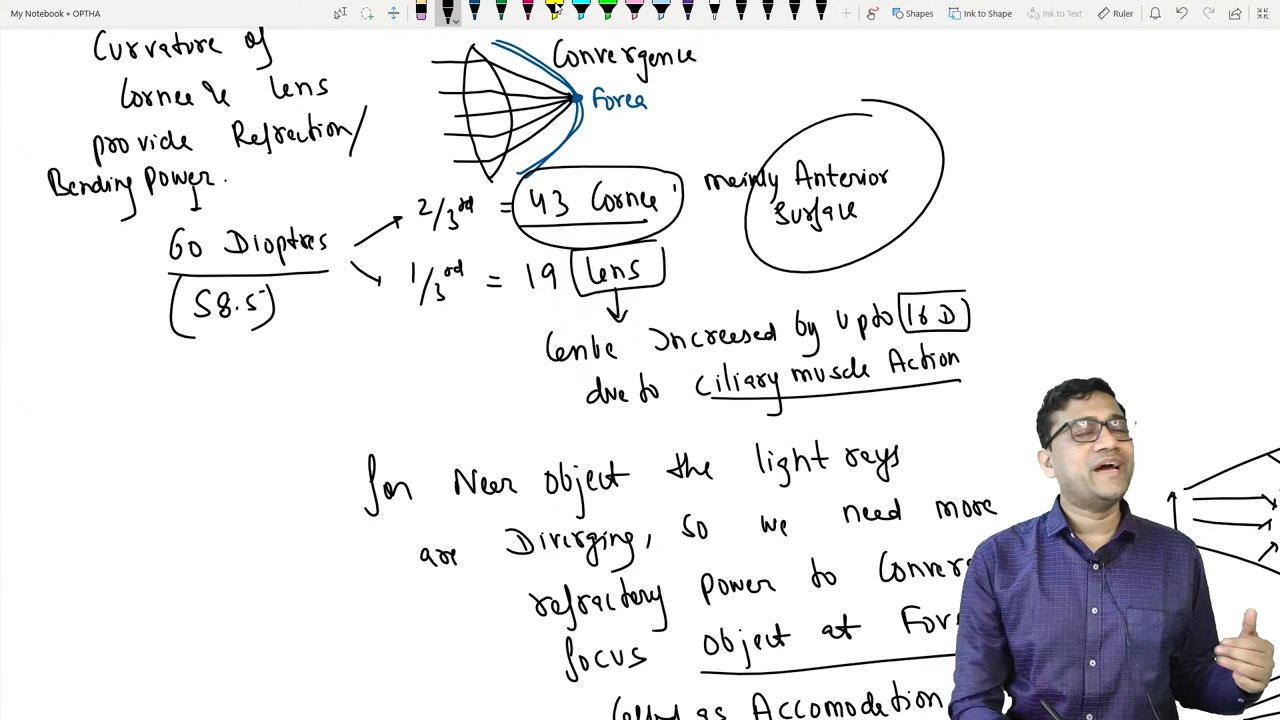 My Notebook » OPTHA
Shapes
Ink to Shape
Ink to Text
Ruler
Curvature of
Cornea & lens
provide Refraction/
Bending Power.
Convergence
Fovea
60 Dioptres
(58.5)
2/3rd = 43 Cornea
mainly Anterior
Surface
1/3rd = 19 lens
Can be Increased by upto 16 D
due to Ciliary muscle Action
for Near object the light rays
are Diverging, so we need more
refractory power to Converg
focus object at Fov
Called as Accomodation